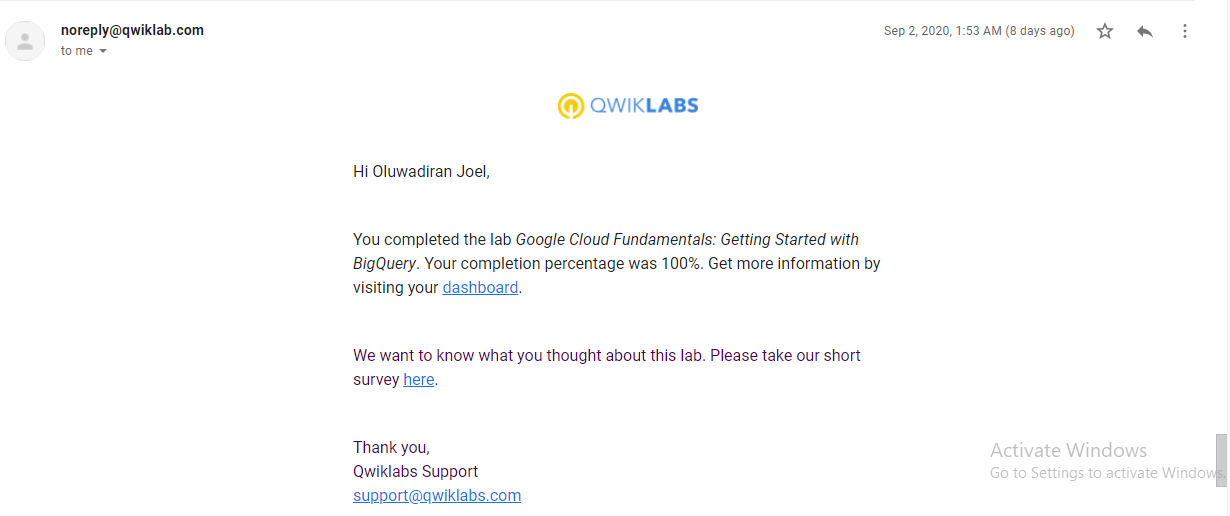 noreply@qwiklab.com
Sep 2, 2020, 1:53 AM (8 days ago)
to me
QWIKLABS
Hi Oluwadiran Joel,
You completed the lab Google Cloud Fundamentals: Getting Started with
BigQuery. Your completion percentage was 100%. Get more information by
visiting your dashboard.
We want to know what you thought about this lab. Please take our short
survey here.
Thank you,
Qwiklabs Support
support@qwiklabs.com
Activate Windows
Go to Settings to activate Windows.